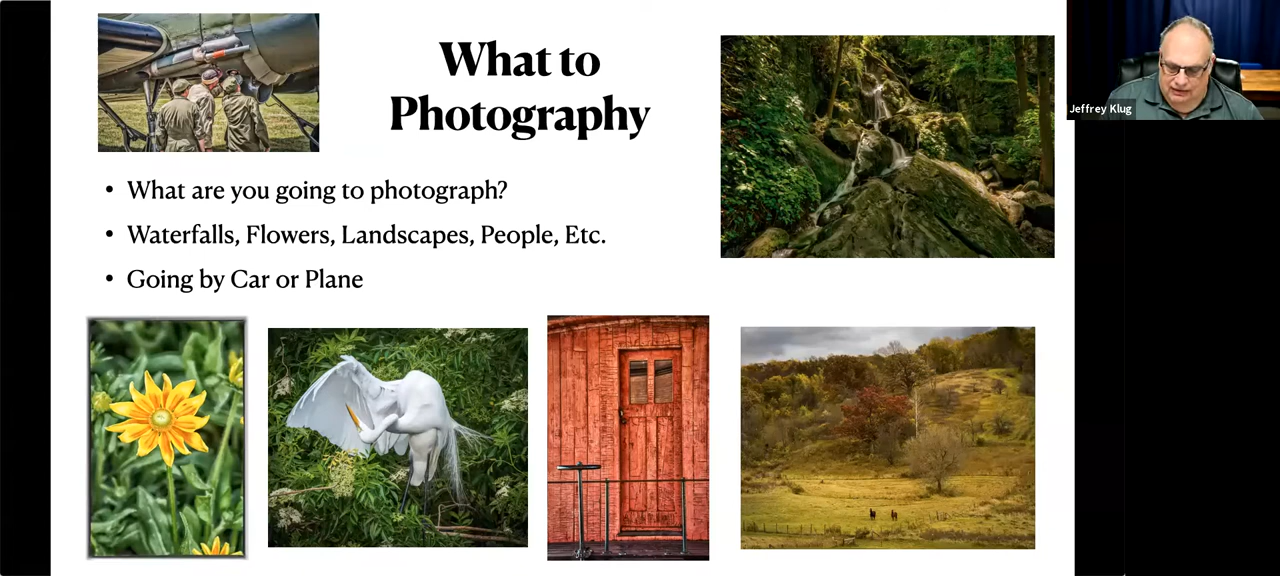 What to
Photography
• What are you going to photograph?
• Waterfalls, Flowers, Landscapes, People, Etc.
• Going by Car or Plane
Jeffrey Klug